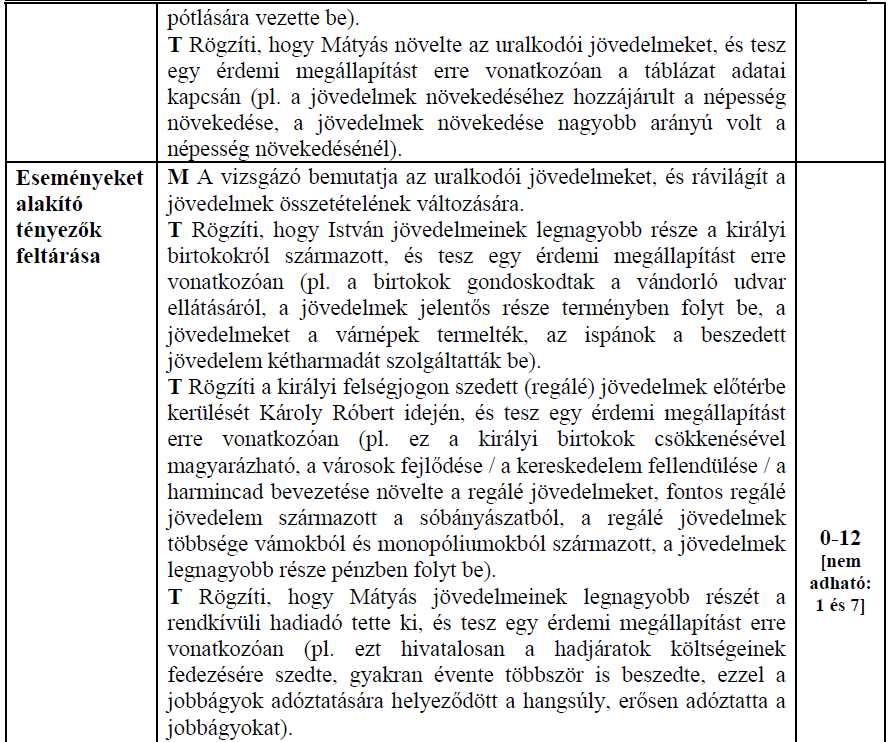 pótlására vezette be).
T Rögzíti, hogy Mátyás növelte az uralkodói jövedelmeket, és tesz
egy érdemi megállapítást erre vonatkozóan a táblázat adatai
kapcsán (pl. a jövedelmek növekedéséhez hozzájárult a népesség
növekedése, a jövedelmek növekedése nagyobb arányú volt a
népesség növekedésénél).
Eseményeket
alakító
tényezők
feltárása
M A vizsgázó bemutatja az uralkodói jövedelmeket, és rávilágít a
jövedelmek összetételének változására.
T Rögzíti, hogy István jövedelmeinek legnagyobb része a királyi
birtokokról származott, és tesz egy érdemi megállapítást erre
vonatkozóan (pl. a birtokok gondoskodtak a vándorló udvar
ellátásáról, a jövedelmek jelentős része terményben folyt be, a
jövedelmeket a várnépek termelték, az ispánok a beszedett
jövedelem kétharmadát szolgáltatták be).
T Rögzíti a királyi felségjogon szedett (regálé) jövedelmek előtérbe
kerülését Károly Róbert idején, és tesz egy érdemi megállapítást
erre vonatkozóan (pl. ez a királyi birtokok csökkenésével
magyarázható, a városok fejlődése / a kereskedelem fellendülése / a
harmincad bevezetése növelte a regálé jövedelmeket, fontos regálé
jövedelem származott a sóbányászatból, a regálé jövedelmek
többsége vámokból és monopóliumokból származott, a jövedelmek
legnagyobb része pénzben folyt be).
T Rögzíti, hogy Mátyás jövedelmeinek legnagyobb részét a
rendkívüli hadiadó tette ki, és tesz egy érdemi megállapítást erre
vonatkozóan (pl. ezt hivatalosan a hadjáratok költségeinek
fedezésére szedte, gyakran évente többször is beszedte, ezzel a
jobbágyok adóztatására helyeződött a hangsúly, erősen adóztatta a
jobbágyokat).
0-12
[nem
adható:
1 és 7]